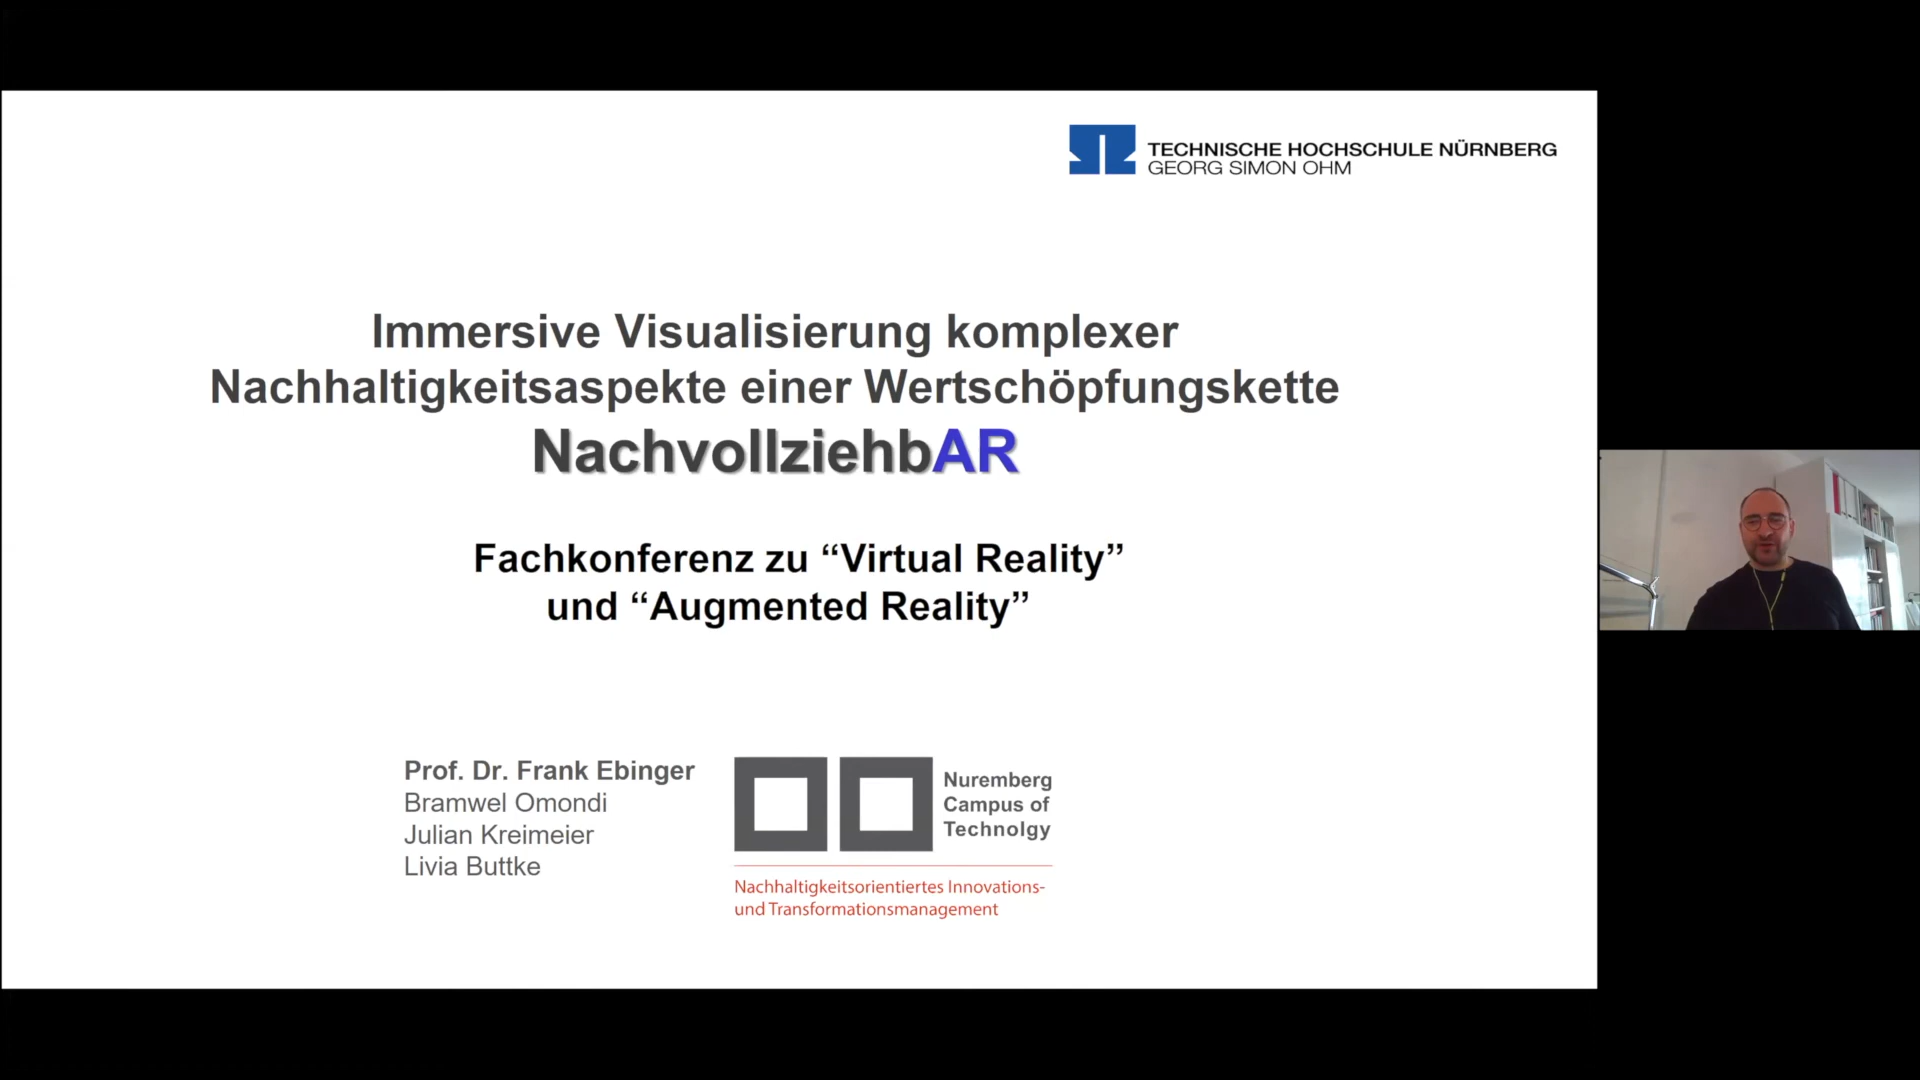 TECHNISCHE HOCHSCHULE NÜRNBERG
GEORG SIMON OHM
Immersive Visualisierung komplexer
Nachhaltigkeitsaspekte einer Wertschöpfungskette
NachvollziehbAR
Fachkonferenz zu “Virtual Reality”
und “Augmented Reality”
Prof. Dr. Frank Ebinger
Bramwel Omondi
Julian Kreimeier
Livia Buttke
Nuremberg
Campus of
Technolgy
Nachhaltigkeitsorientiertes Innovations-
und Transformationsmanagement